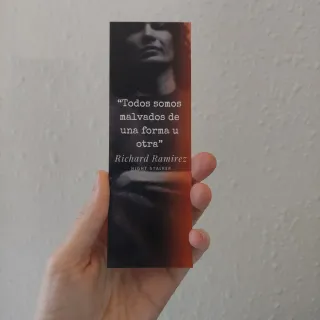 “Todos somos
malvados de
una forma u
otra”
Richard Ramirez
NIGHT STALKER